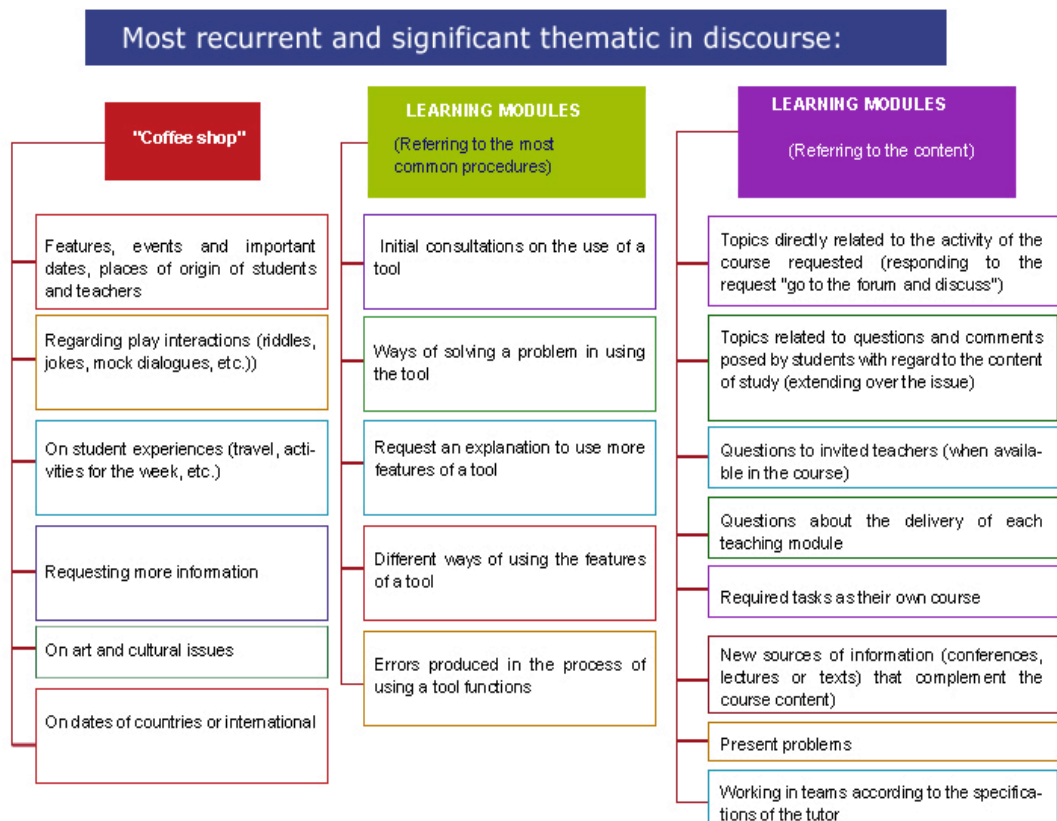 Most recurrent and significant thematic in discourse:
"Coffee shop"
Features, events and important
dates, places of origin of students
and teachers
Regarding play interactions (riddles,
jokes, mock dialogues, etc.))
On student experiences (travel, acti-
vities for the week, etc.)
Requesting more information
On art and cultural issues
On dates of countries or international
LEARNING MODULES
(Referring to the most
common procedures)
Initial consultations on the use of a
tool
Ways of solving a problem in using
the tool
Request an explanation to use more
features of a tool
Different ways of using the features
of a tool
Errors produced in the process of
using a tool functions
LEARNING MODULES
(Referring to the content)
Topics directly related to the activity of the
course requested (responding to the
request "go to the forum and discuss")
Topics related to questions and comments
posed by students with regard to the content
of study (extending over the issue)
Questions to invited teachers (when availa-
ble in the course)
Questions about the delivery of each
teaching module
Required tasks as their own course
New sources of information (conferences,
lectures or texts) that complement the
course content)
Present problems
Working in teams according to the specifica-
tions of the tutor